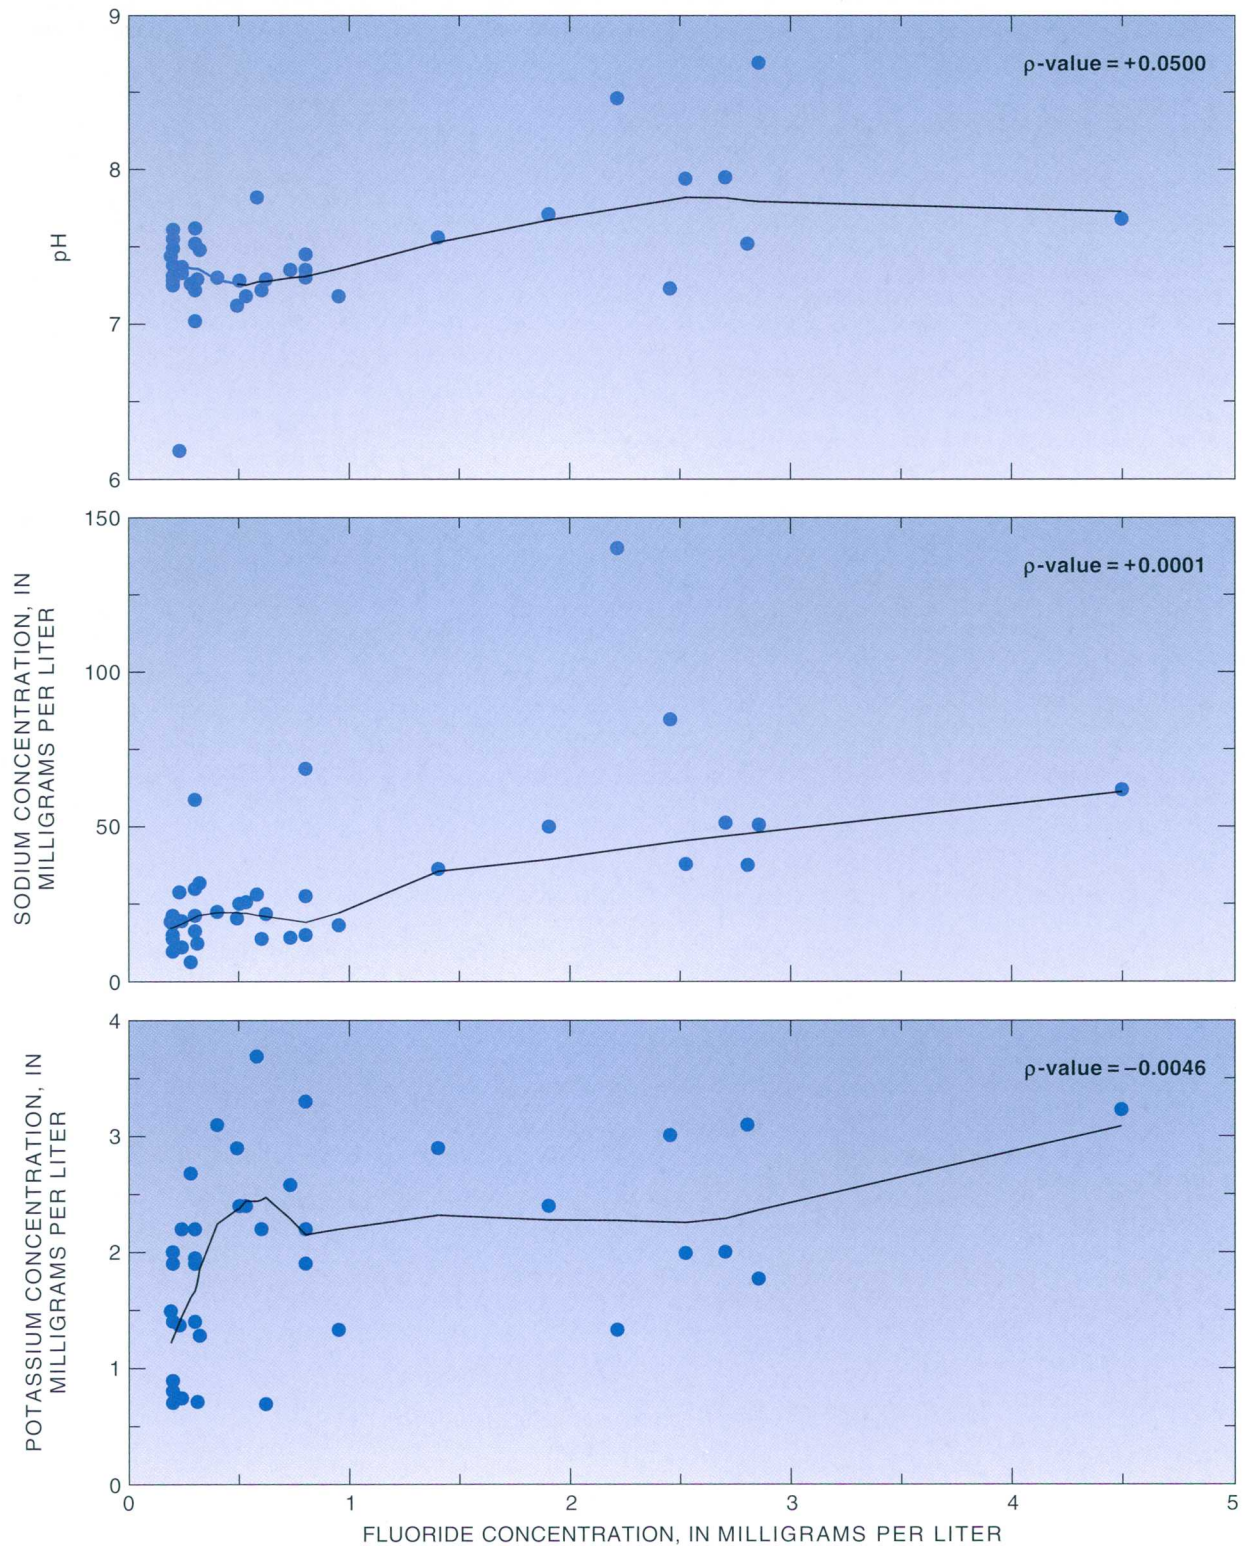 9
ρ-value = +0.0500
8
pH
7
6
150
ρ-value = +0.0001
100
SODIUM CONCENTRATION, IN
MILLIGRAMS PER LITER
50
0
4
ρ-value = −0.0046
3
POTASSIUM CONCENTRATION, IN
MILLIGRAMS PER LITER
2
1
0
0 1 2 3 4 5
FLUORIDE CONCENTRATION, IN MILLIGRAMS PER LITER